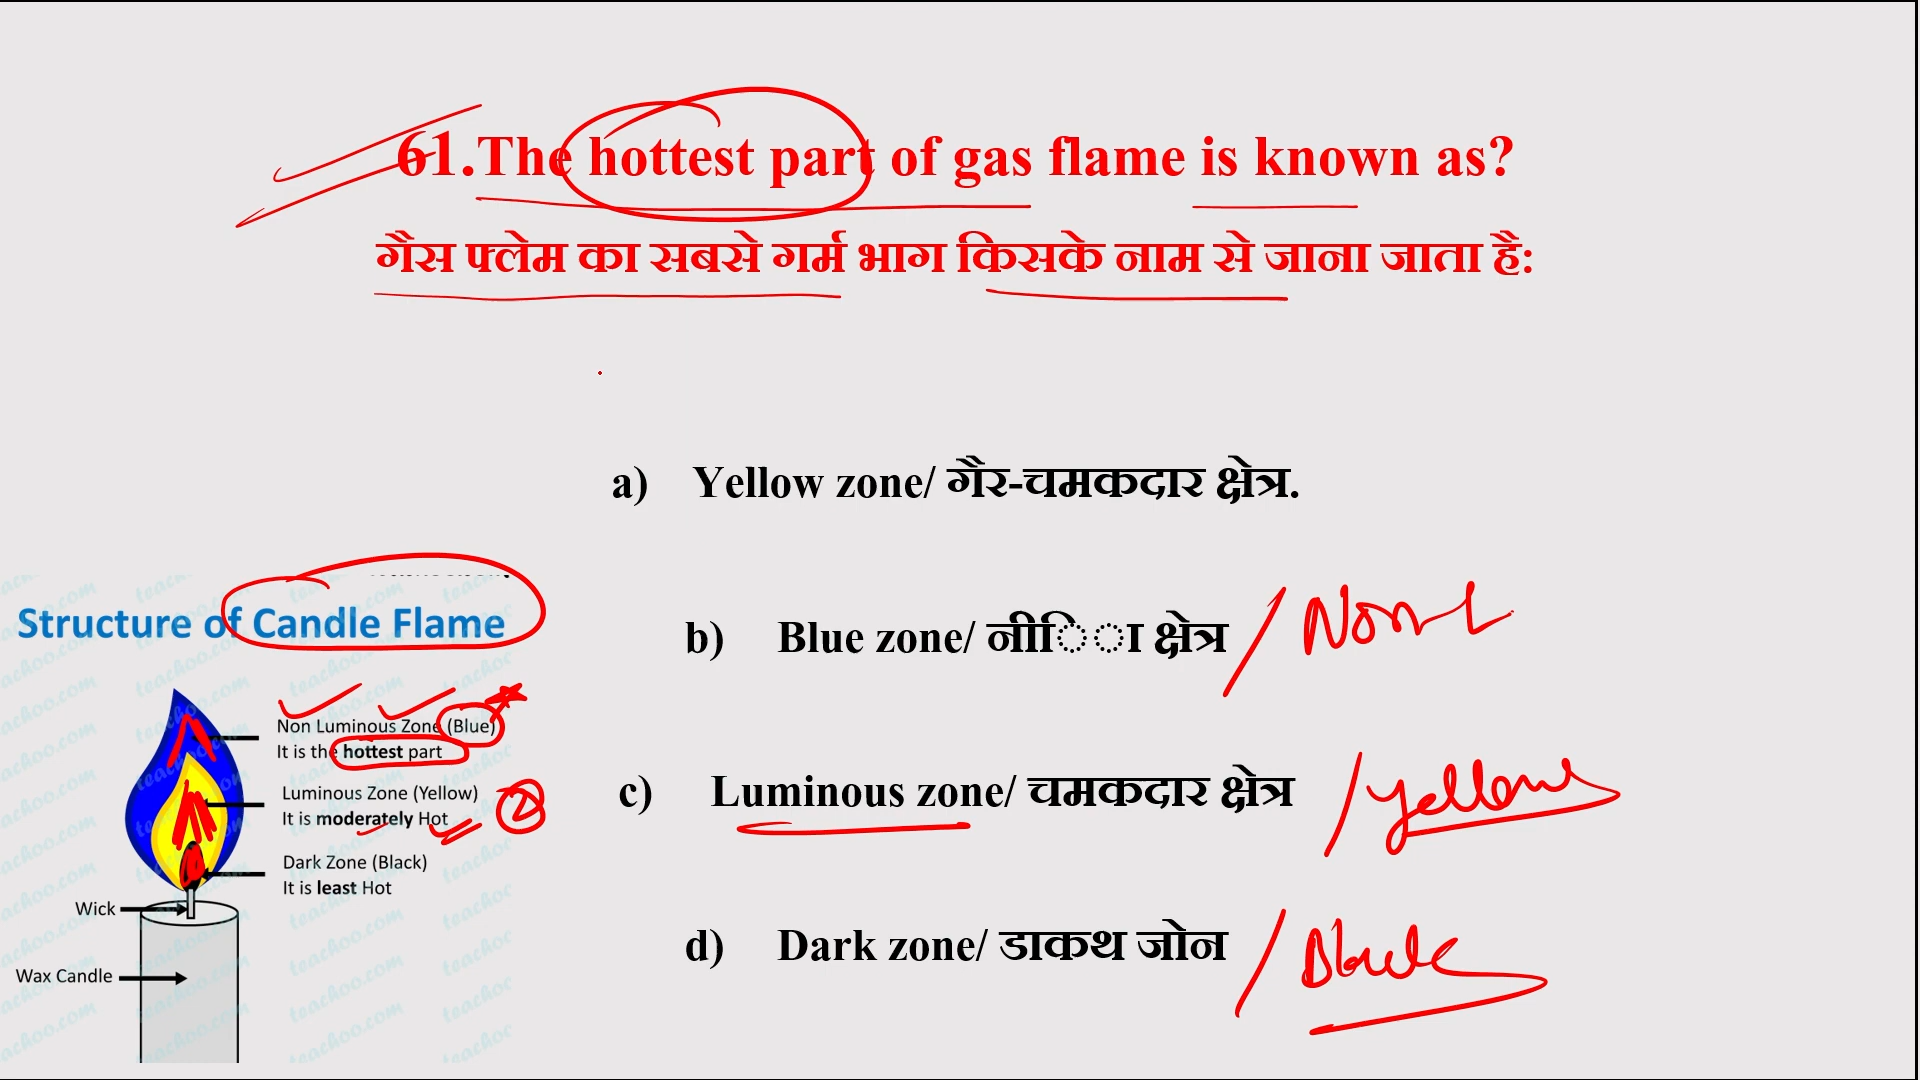 61.The hottest part of gas flame is known as?
गैस फ्लेम का सबसे गर्म भाग किसके नाम से जाना जाता है:
a) Yellow zone/ गैर-चमकदार क्षेत्र.
b) Blue zone/ नीिंा क्षेत्र / Non-L
c) Luminous zone/ चमकदार क्षेत्र / Yellow
d) Dark zone/ डाकथ जोन / Black
Structure of Candle Flame
Non Luminous Zone (Blue)
It is the hottest part
Luminous Zone (Yellow)
It is moderately Hot
2
Dark Zone (Black)
It is least Hot
Wick
Wax Candle
teachoo.com